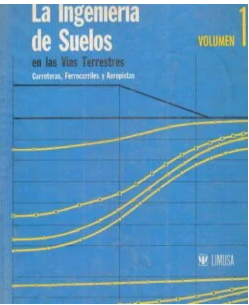 La Ingeniería
de Suelos
VOLUMEN 1
en las Vías Terrestres
Carreteras, Ferrocarriles y Aeropistas
LIMUSA